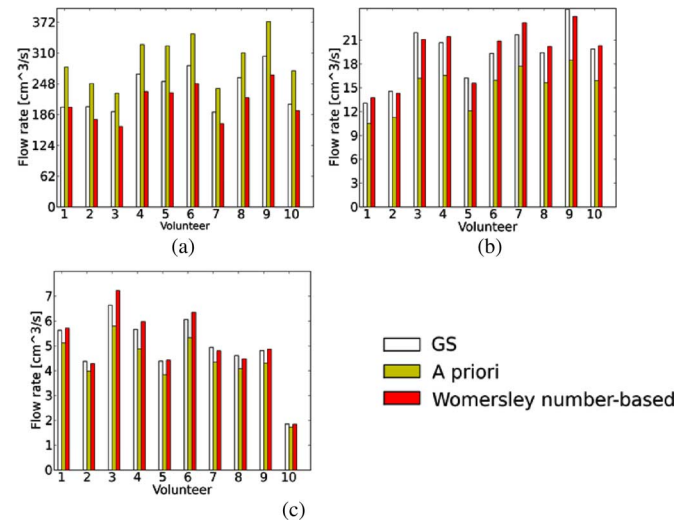 Flow rate [cm^3/s]
372
310
248
186
124
62
0
1 2 3 4 5 6 7 8 9 10
Volunteer
(a)
Flow rate [cm^3/s]
21
18
15
12
9
6
3
0
1 2 3 4 5 6 7 8 9 10
Volunteer
(b)
Flow rate [cm^3/s]
7
6
5
4
3
2
1
0
1 2 3 4 5 6 7 8 9 10
Volunteer
(c)
GS
A priori
Womersley number-based